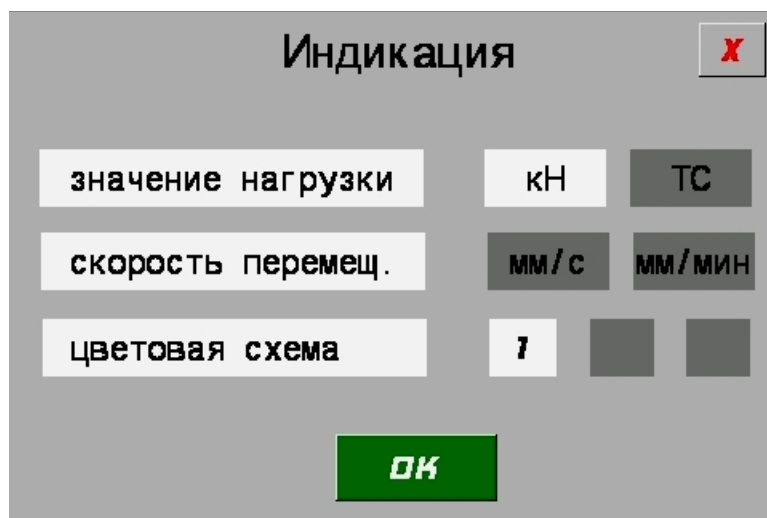 Индикация X
значение нагрузки кН ТС
скорость перемещ. мм/с мм/мин
цветовая схема 1
ОК